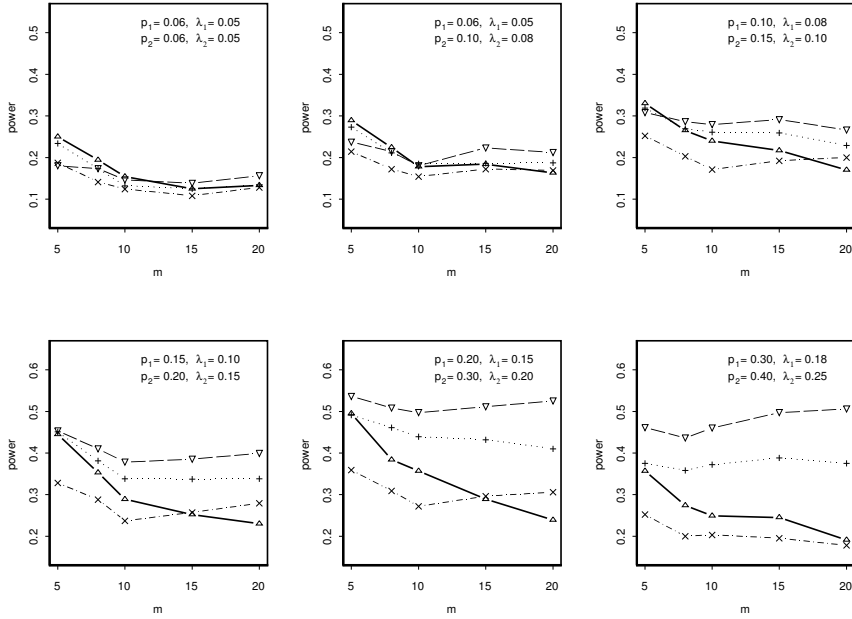 p1 = 0.06, λ1 = 0.05
p2 = 0.06, λ2 = 0.05
power
0.1 0.2 0.3 0.4 0.5
5 10 15 20
m
p1 = 0.06, λ1 = 0.05
p2 = 0.10, λ2 = 0.08
power
0.1 0.2 0.3 0.4 0.5
5 10 15 20
m
p1 = 0.10, λ1 = 0.08
p2 = 0.15, λ2 = 0.10
power
0.1 0.2 0.3 0.4 0.5
5 10 15 20
m
p1 = 0.15, λ1 = 0.10
p2 = 0.20, λ2 = 0.15
power
0.2 0.3 0.4 0.5 0.6
5 10 15 20
m
p1 = 0.20, λ1 = 0.15
p2 = 0.30, λ2 = 0.20
power
0.2 0.3 0.4 0.5 0.6
5 10 15 20
m
p1 = 0.30, λ1 = 0.18
p2 = 0.40, λ2 = 0.25
power
0.2 0.3 0.4 0.5 0.6
5 10 15 20
m